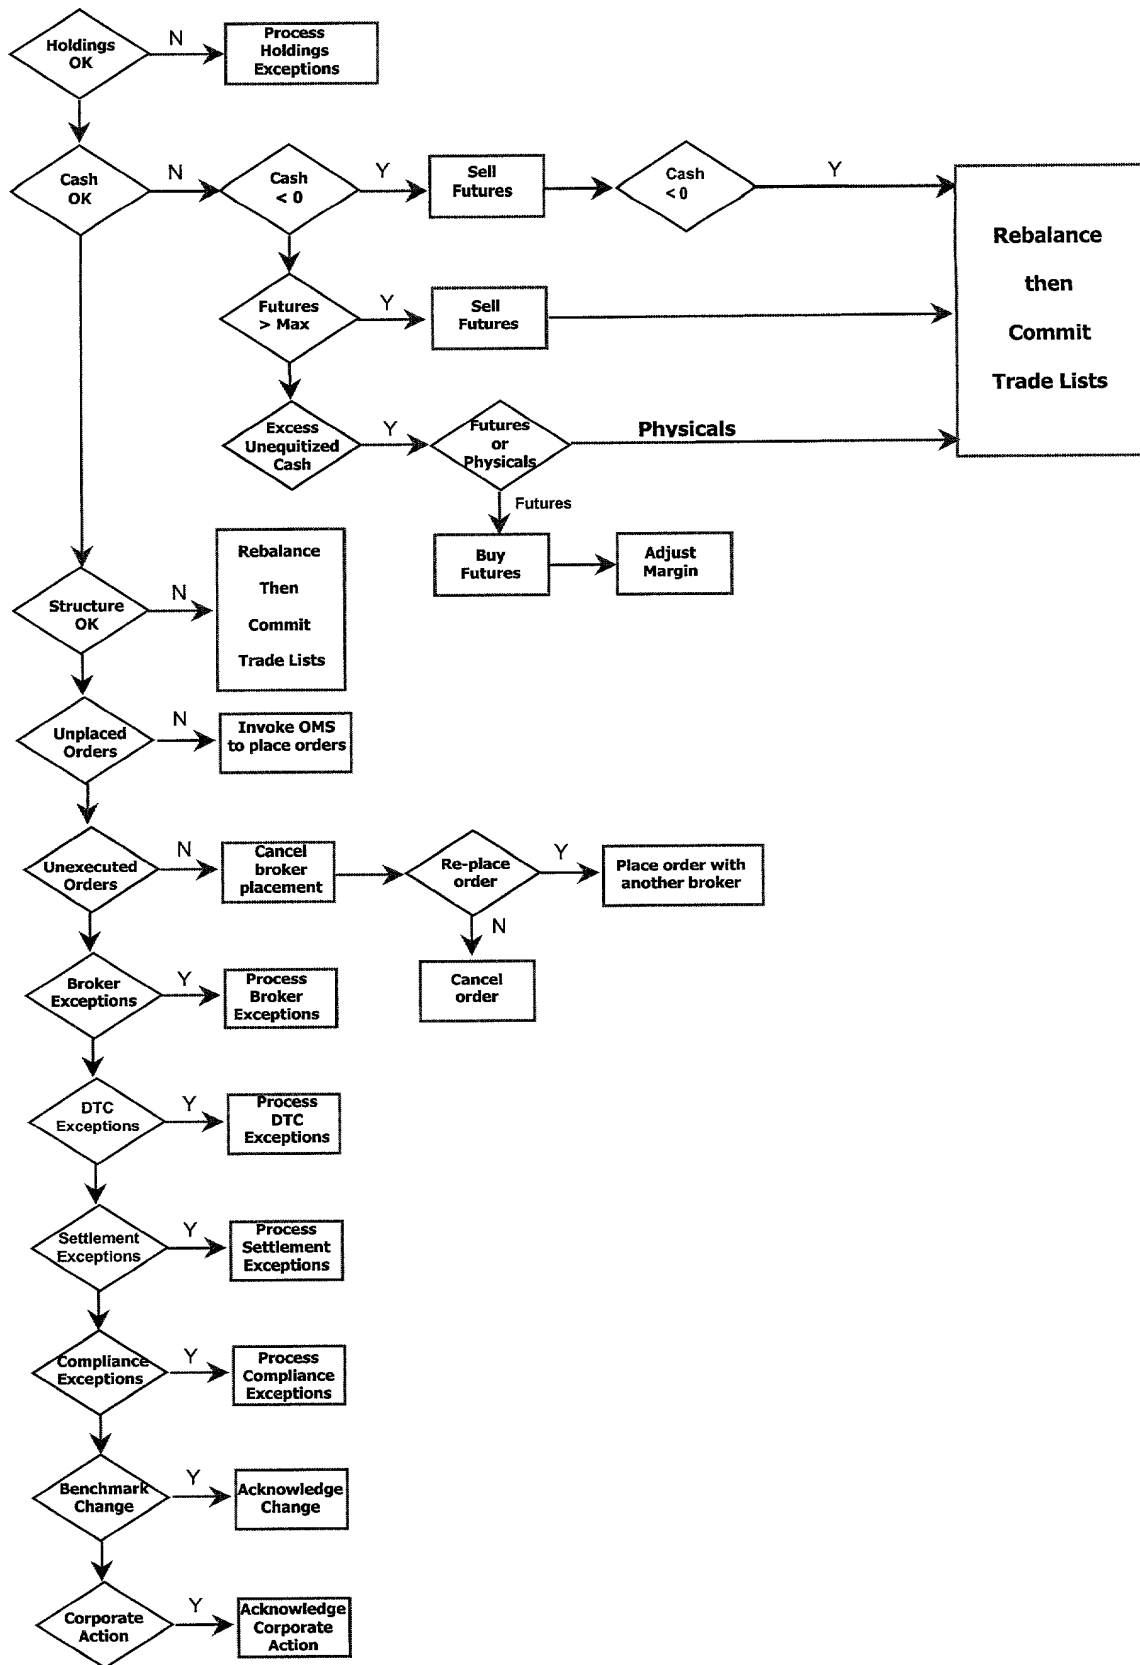 Holdings
OK
N
Process
Holdings
Exceptions
Cash
OK
N
Cash
< 0
Y
Sell
Futures
Cash
< 0
Y
Rebalance
then
Commit
Trade Lists
Futures
> Max
Y
Sell
Futures
Excess
Unequitized
Cash
Y
Futures
or
Physicals
Physicals
Futures
Buy
Futures
Adjust
Margin
Structure
OK
N
Rebalance
Then
Commit
Trade Lists
Unplaced
Orders
N
Invoke OMS
to place orders
Unexecuted
Orders
N
Cancel
broker
placement
Re-place
order
Y
Place order with
another broker
N
Cancel
order
Broker
Exceptions
Y
Process
Broker
Exceptions
DTC
Exceptions
Y
Process
DTC
Exceptions
Settlement
Exceptions
Y
Process
Settlement
Exceptions
Compliance
Exceptions
Y
Process
Compliance
Exceptions
Benchmark
Change
Y
Acknowledge
Change
Corporate
Action
Y
Acknowledge
Corporate
Action